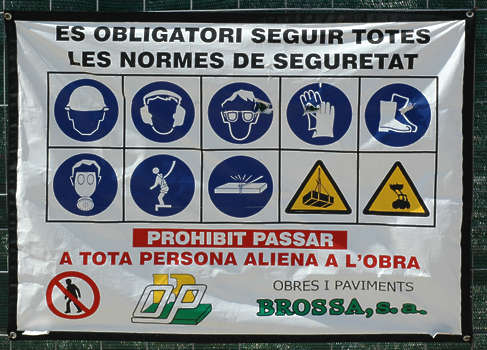 ES OBLIGATORI SEGUIR TOTES
LES NORMES DE SEGURETAT
PROHIBIT PASSAR
A TOTA PERSONA ALIENA A L'OBRA
OBRES I PAVIMENTS
BROSSA, s. a.